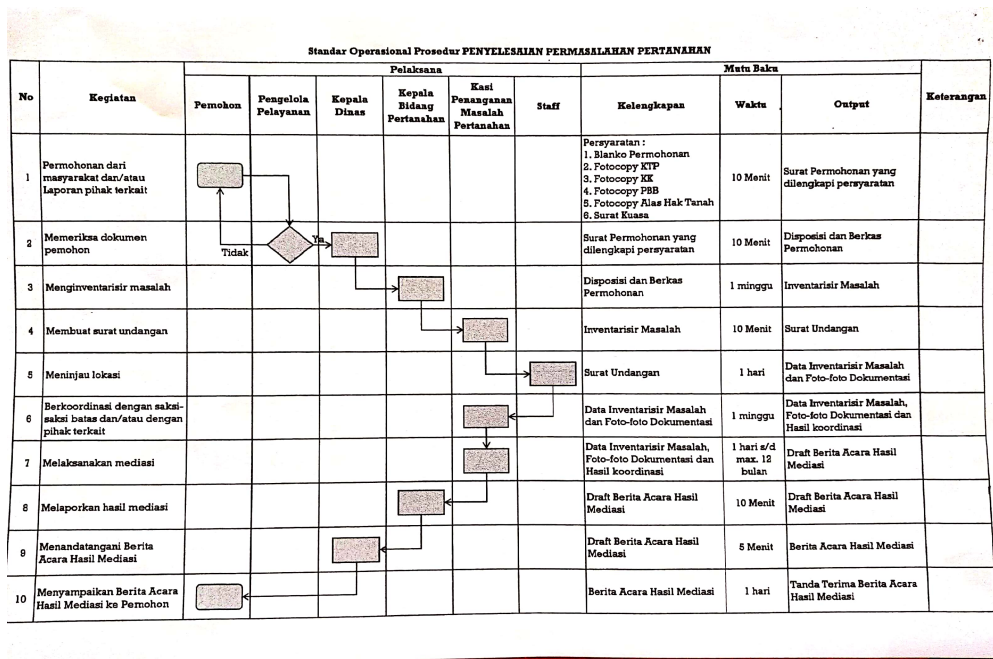 Standar Operasional Prosedur PENYELESAIAN PERMASALAHAN PERTANAHAN
No
Kegiatan
Pelaksana
Mutu Baku
Keterangan
Pemohon
Pengelola
Pelayanan
Kepala
Dinas
Kepala
Bidang
Pertanahan
Kasi
Penanganan
Masalah
Pertanahan
Staff
Kelengkapan
Waktu
Output
1
Permohonan dari
masyarakat dan/atau
Laporan pihak terkait
Persyaratan :
1. Blanko Permohonan
2. Fotocopy KTP
3. Fotocopy KK
4. Fotocopy PBB
5. Fotocopy Alas Hak Tanah
6. Surat Kuasa
10 Menit
Surat Permohonan yang
dilengkapi persyaratan
2
Memeriksa dokumen
pemohon
Tidak
Ya
Surat Permohonan yang
dilengkapi persyaratan
10 Menit
Disposisi dan Berkas
Permohonan
3
Menginventarisir masalah
Disposisi dan Berkas
Permohonan
1 minggu
Inventarisir Masalah
4
Membuat surat undangan
Inventarisir Masalah
10 Menit
Surat Undangan
5
Meninjau lokasi
Surat Undangan
1 hari
Data Inventarisir Masalah
dan Foto-foto Dokumentasi
6
Berkoordinasi dengan saksi-
saksi batas dan/atau dengan
pihak terkait
Data Inventarisir Masalah
dan Foto-foto Dokumentasi
1 minggu
Data Inventarisir Masalah,
Foto-foto Dokumentasi dan
Hasil koordinasi
7
Melaksanakan mediasi
Data Inventarisir Masalah,
Foto-foto Dokumentasi dan
Hasil koordinasi
1 hari s/d
max. 12
bulan
Draft Berita Acara Hasil
Mediasi
8
Melaporkan hasil mediasi
Draft Berita Acara Hasil
Mediasi
10 Menit
Draft Berita Acara Hasil
Mediasi
9
Menandatangani Berita
Acara Hasil Mediasi
Draft Berita Acara Hasil
Mediasi
5 Menit
Berita Acara Hasil Mediasi
10
Menyampaikan Berita Acara
Hasil Mediasi ke Pemohon
Berita Acara Hasil Mediasi
1 hari
Tanda Terima Berita Acara
Hasil Mediasi